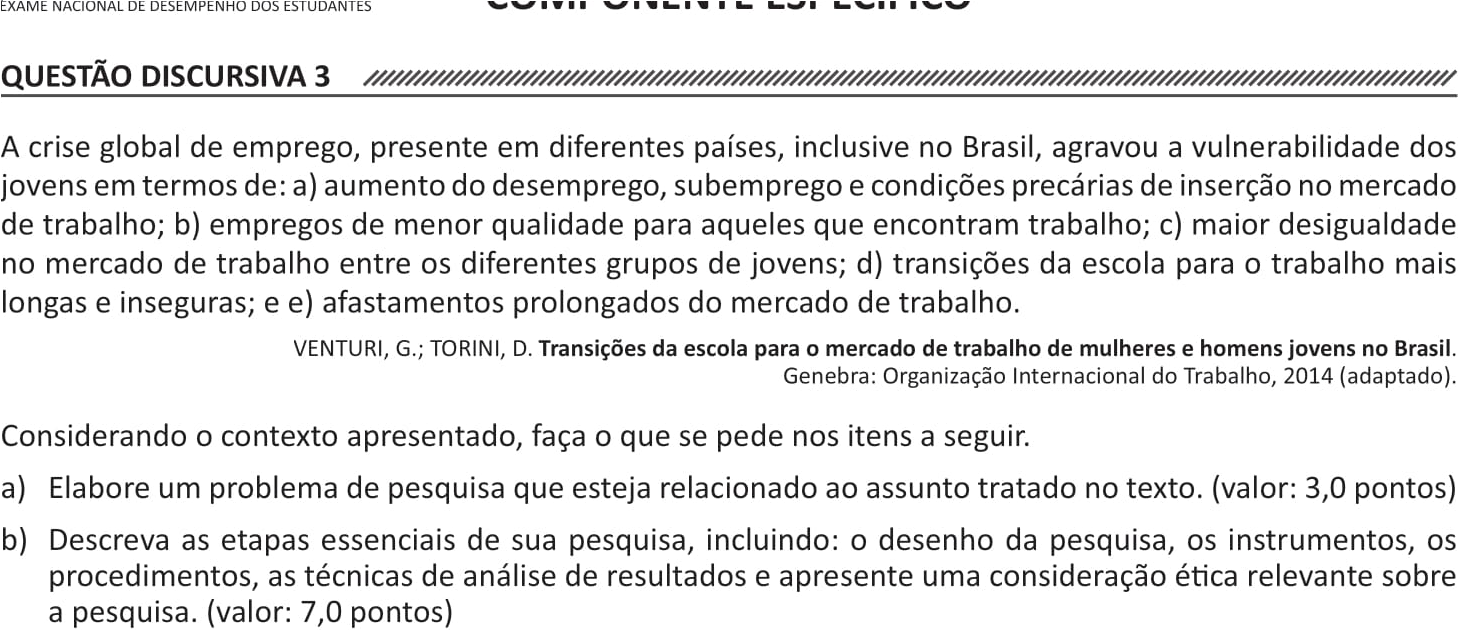 EXAME NACIONAL DE DESEMPENHO DOS ESTUDANTES
COMPONENTE ESPECÍFICO
QUESTÃO DISCURSIVA 3
A crise global de emprego, presente em diferentes países, inclusive no Brasil, agravou a vulnerabilidade dos
jovens em termos de: a) aumento do desemprego, subemprego e condições precárias de inserção no mercado
de trabalho; b) empregos de menor qualidade para aqueles que encontram trabalho; c) maior desigualdade
no mercado de trabalho entre os diferentes grupos de jovens; d) transições da escola para o trabalho mais
longas e inseguras; e e) afastamentos prolongados do mercado de trabalho.
VENTURI, G.; TORINI, D. Transições da escola para o mercado de trabalho de mulheres e homens jovens no Brasil.
Genebra: Organização Internacional do Trabalho, 2014 (adaptado).
Considerando o contexto apresentado, faça o que se pede nos itens a seguir.
a) Elabore um problema de pesquisa que esteja relacionado ao assunto tratado no texto. (valor: 3,0 pontos)
b) Descreva as etapas essenciais de sua pesquisa, incluindo: o desenho da pesquisa, os instrumentos, os
procedimentos, as técnicas de análise de resultados e apresente uma consideração ética relevante sobre
a pesquisa. (valor: 7,0 pontos)